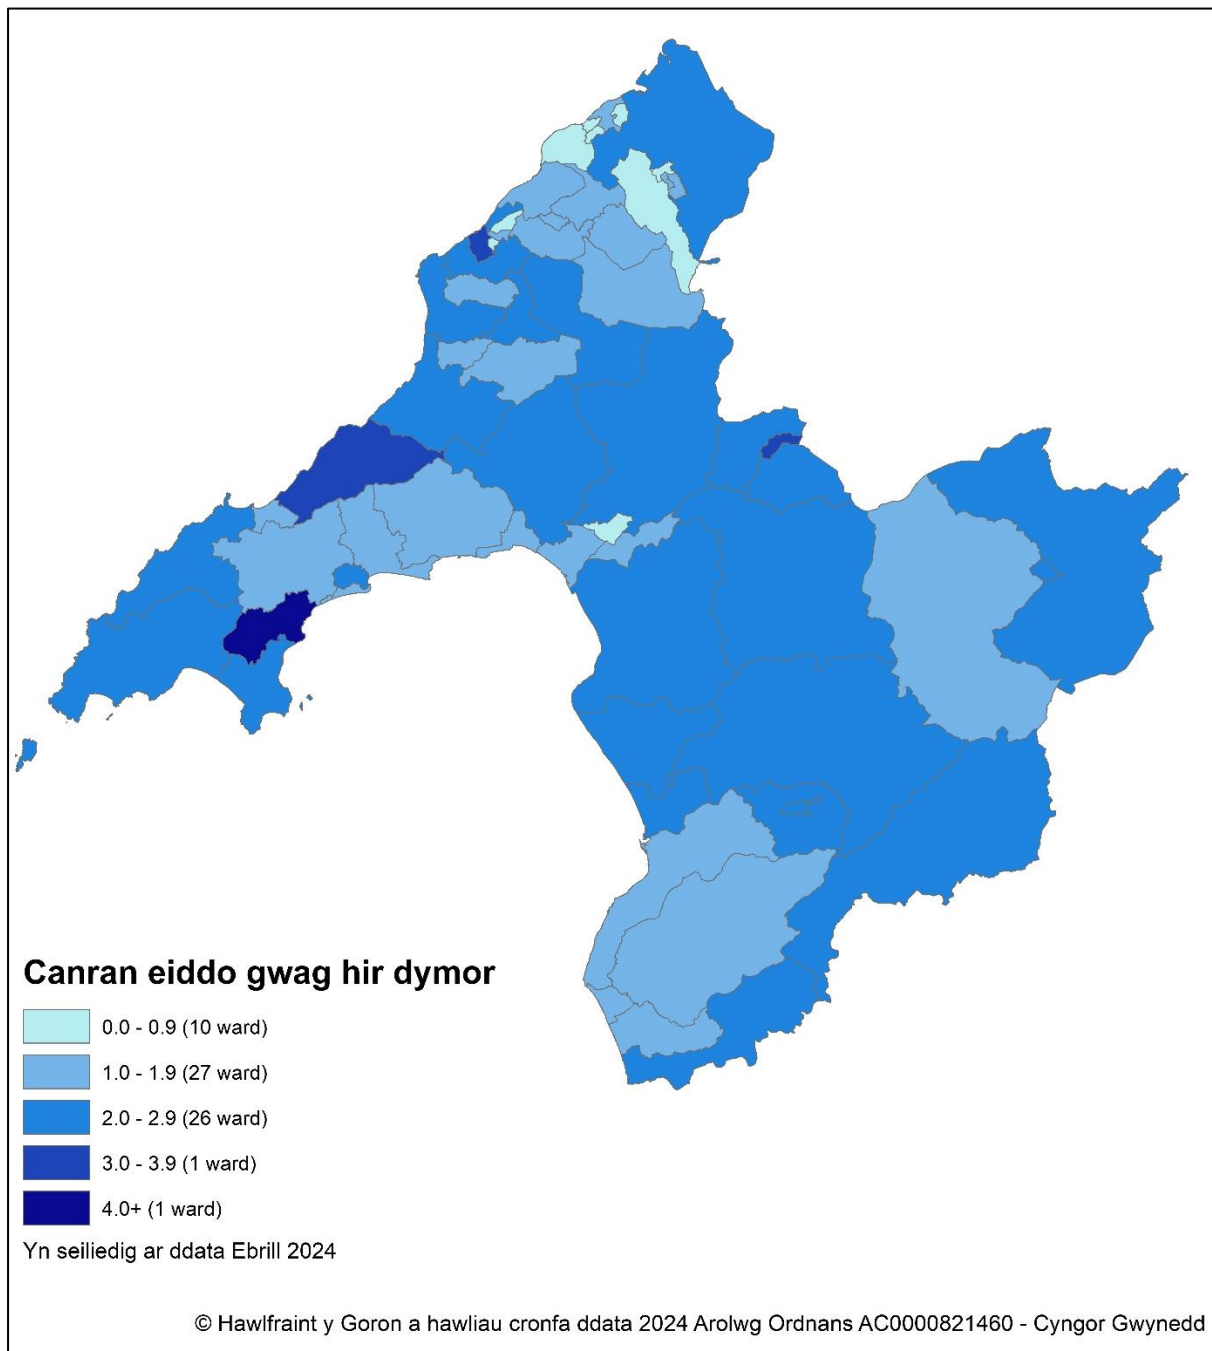 Canran eiddo gwag hir dymor
0.0 - 0.9 (10 ward)
1.0 - 1.9 (27 ward)
2.0 - 2.9 (26 ward)
3.0 - 3.9 (1 ward)
4.0+ (1 ward)
Yn seiliedig ar ddata Ebrill 2024
© Hawlfraint y Goron a hawliau cronfa ddata 2024 Arolwg Ordnans AC0000821460 - Cyngor Gwynedd